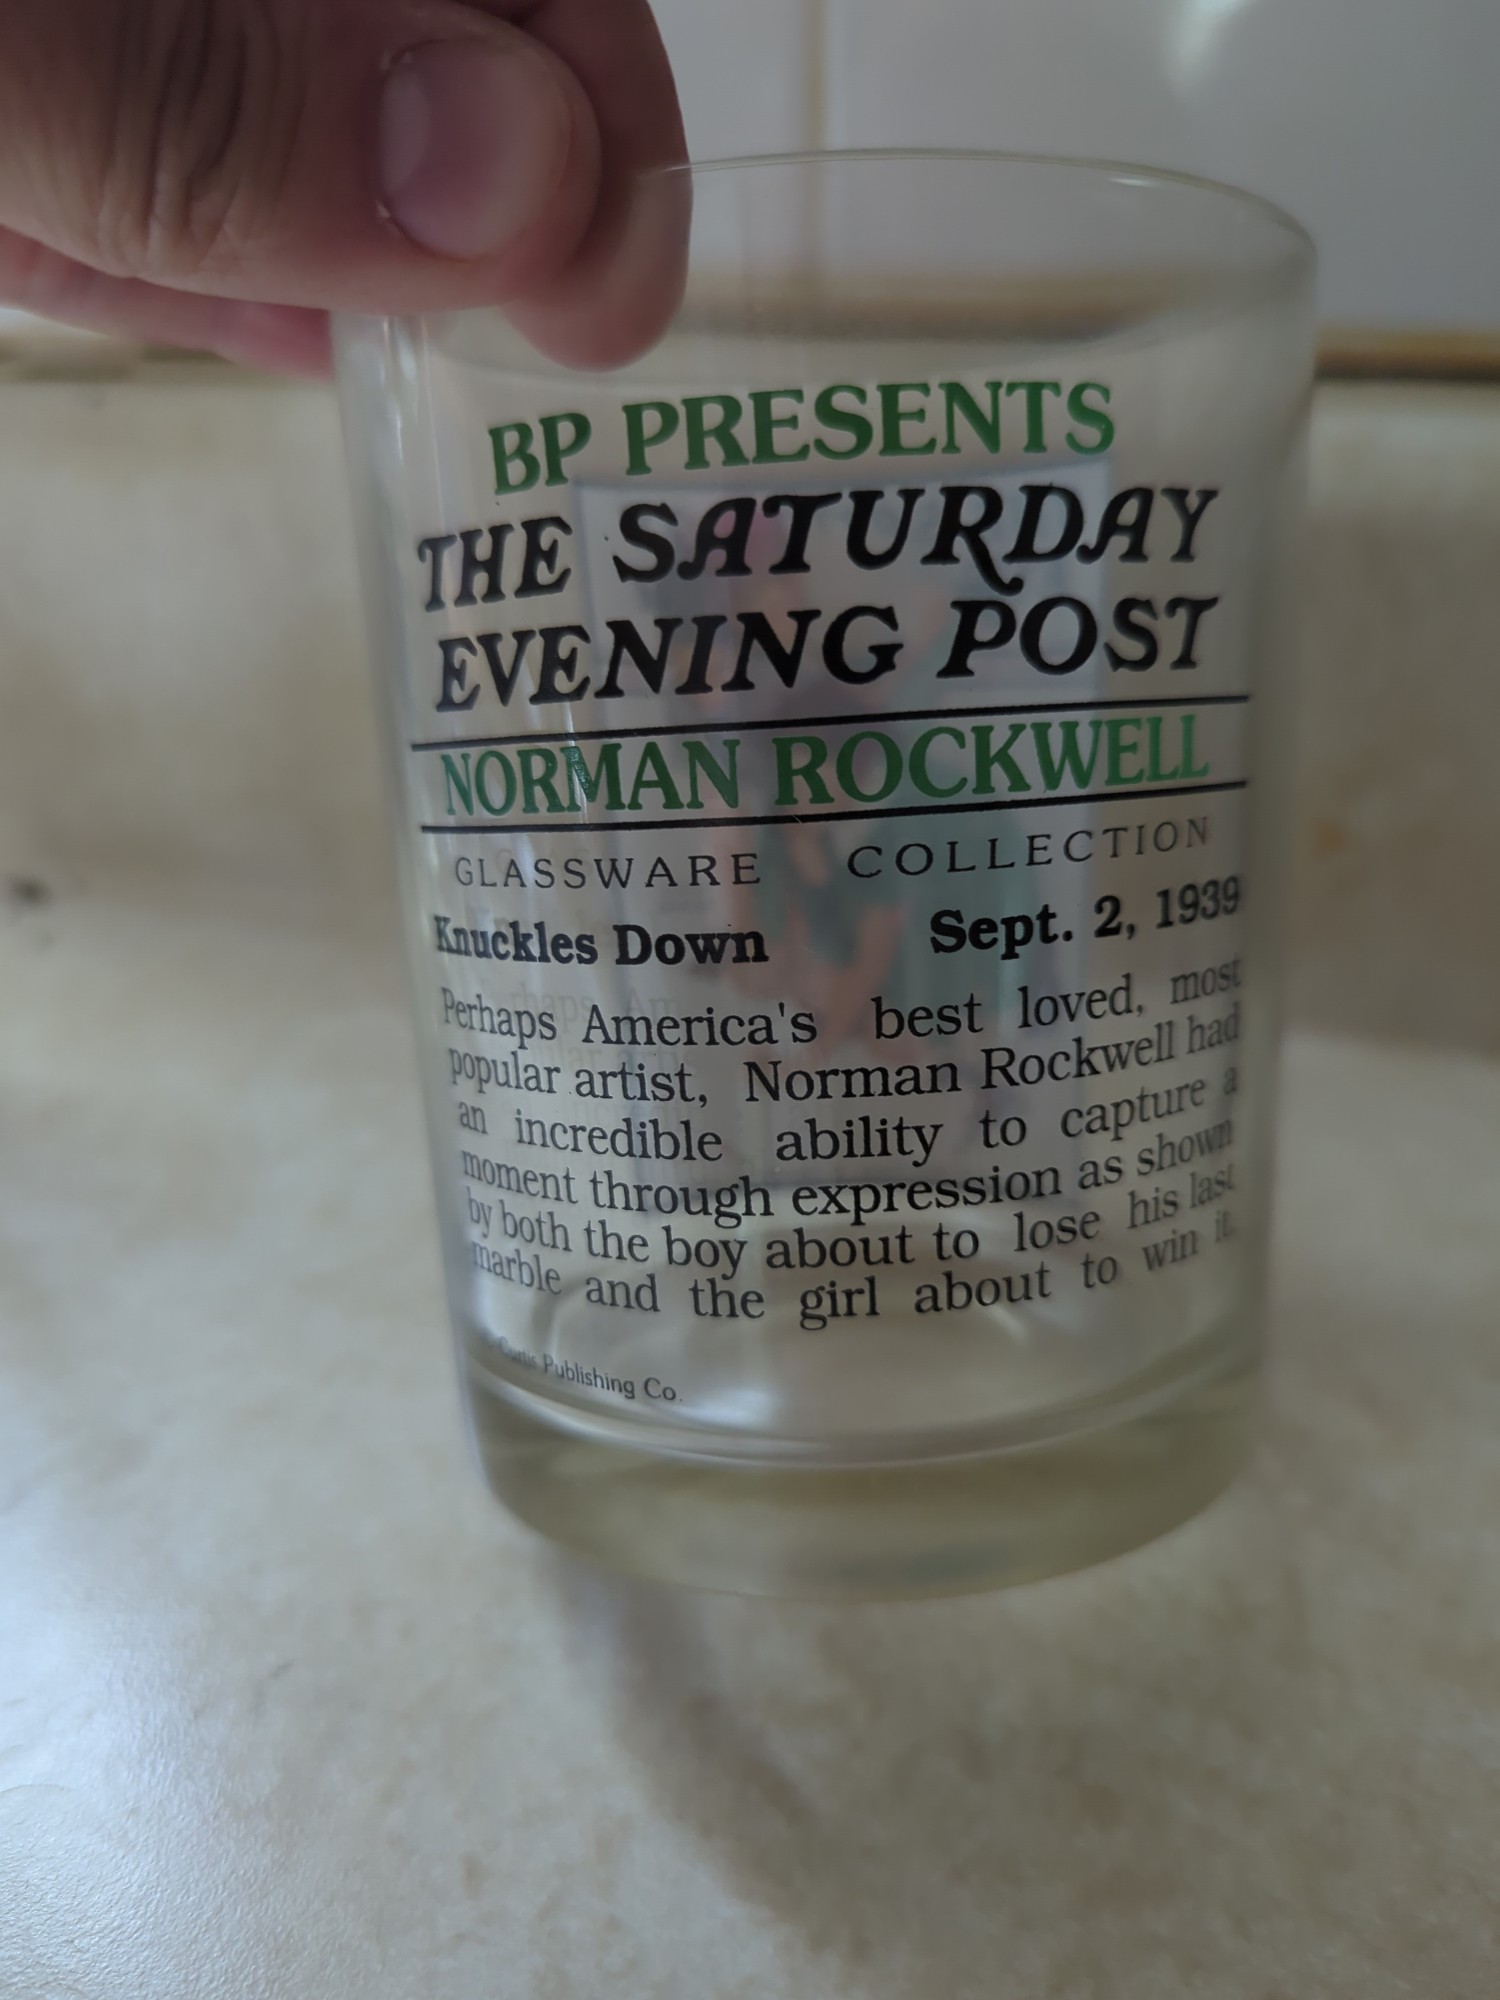 BP PRESENTS
THE SATURDAY
EVENING POST
NORMAN ROCKWELL
GLASSWARE COLLECTION
Knuckles Down Sept. 2, 1939
Perhaps America's best loved, most
popular artist, Norman Rockwell had
an incredible ability to capture a
moment through expression as shown
by both the boy about to lose his last
marble and the girl about to win it.
Curtis Publishing Co.